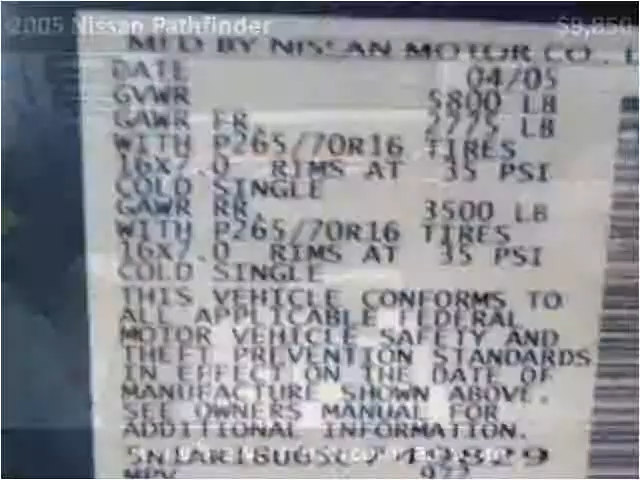 2005 Nissan Pathfinder
MFD BY NISSAN MOTOR CO.
DATE 04/05
GVWR 5800 LB
GAWR FR. 2775 LB
WITH P265/70R16 TIRES
16X7.0 RIMS AT 35 PSI
COLD SINGLE
GAWR RR. 3500 LB
WITH P265/70R16 TIRES
16X7.0 RIMS AT 35 PSI
COLD SINGLE
THIS VEHICLE CONFORMS TO
ALL APPLICABLE FEDERAL
MOTOR VEHICLE SAFETY AND
THEFT PREVENTION STANDARDS
IN EFFECT ON THE DATE OF
MANUFACTURE SHOWN ABOVE.
SEE OWNERS MANUAL FOR
ADDITIONAL INFORMATION.
MPV